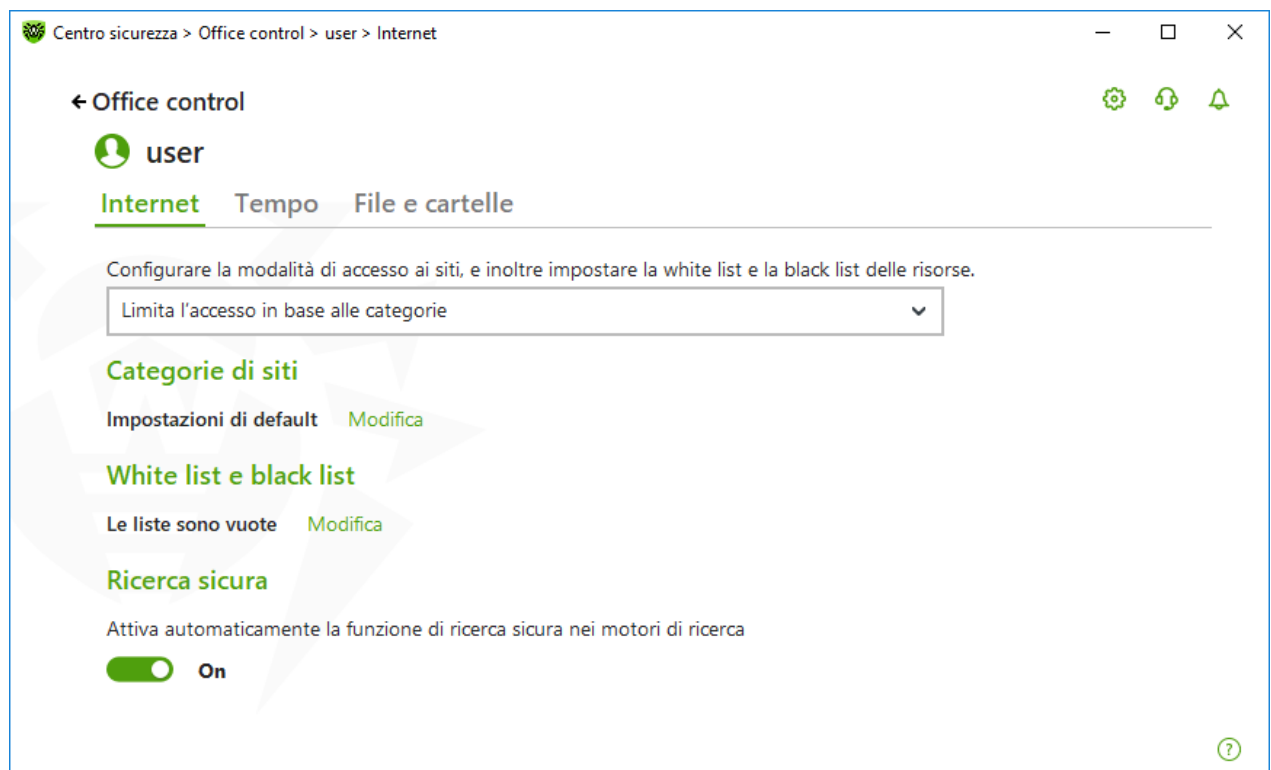 Centro sicurezza > Office control > user > Internet
Office control
user
Internet Tempo File e cartelle
Configurare la modalità di accesso ai siti, e inoltre impostare la white list e la black list delle risorse.
Limita l’accesso in base alle categorie
Categorie di siti
Impostazioni di default Modifica
White list e black list
Le liste sono vuote Modifica
Ricerca sicura
Attiva automaticamente la funzione di ricerca sicura nei motori di ricerca
On
?